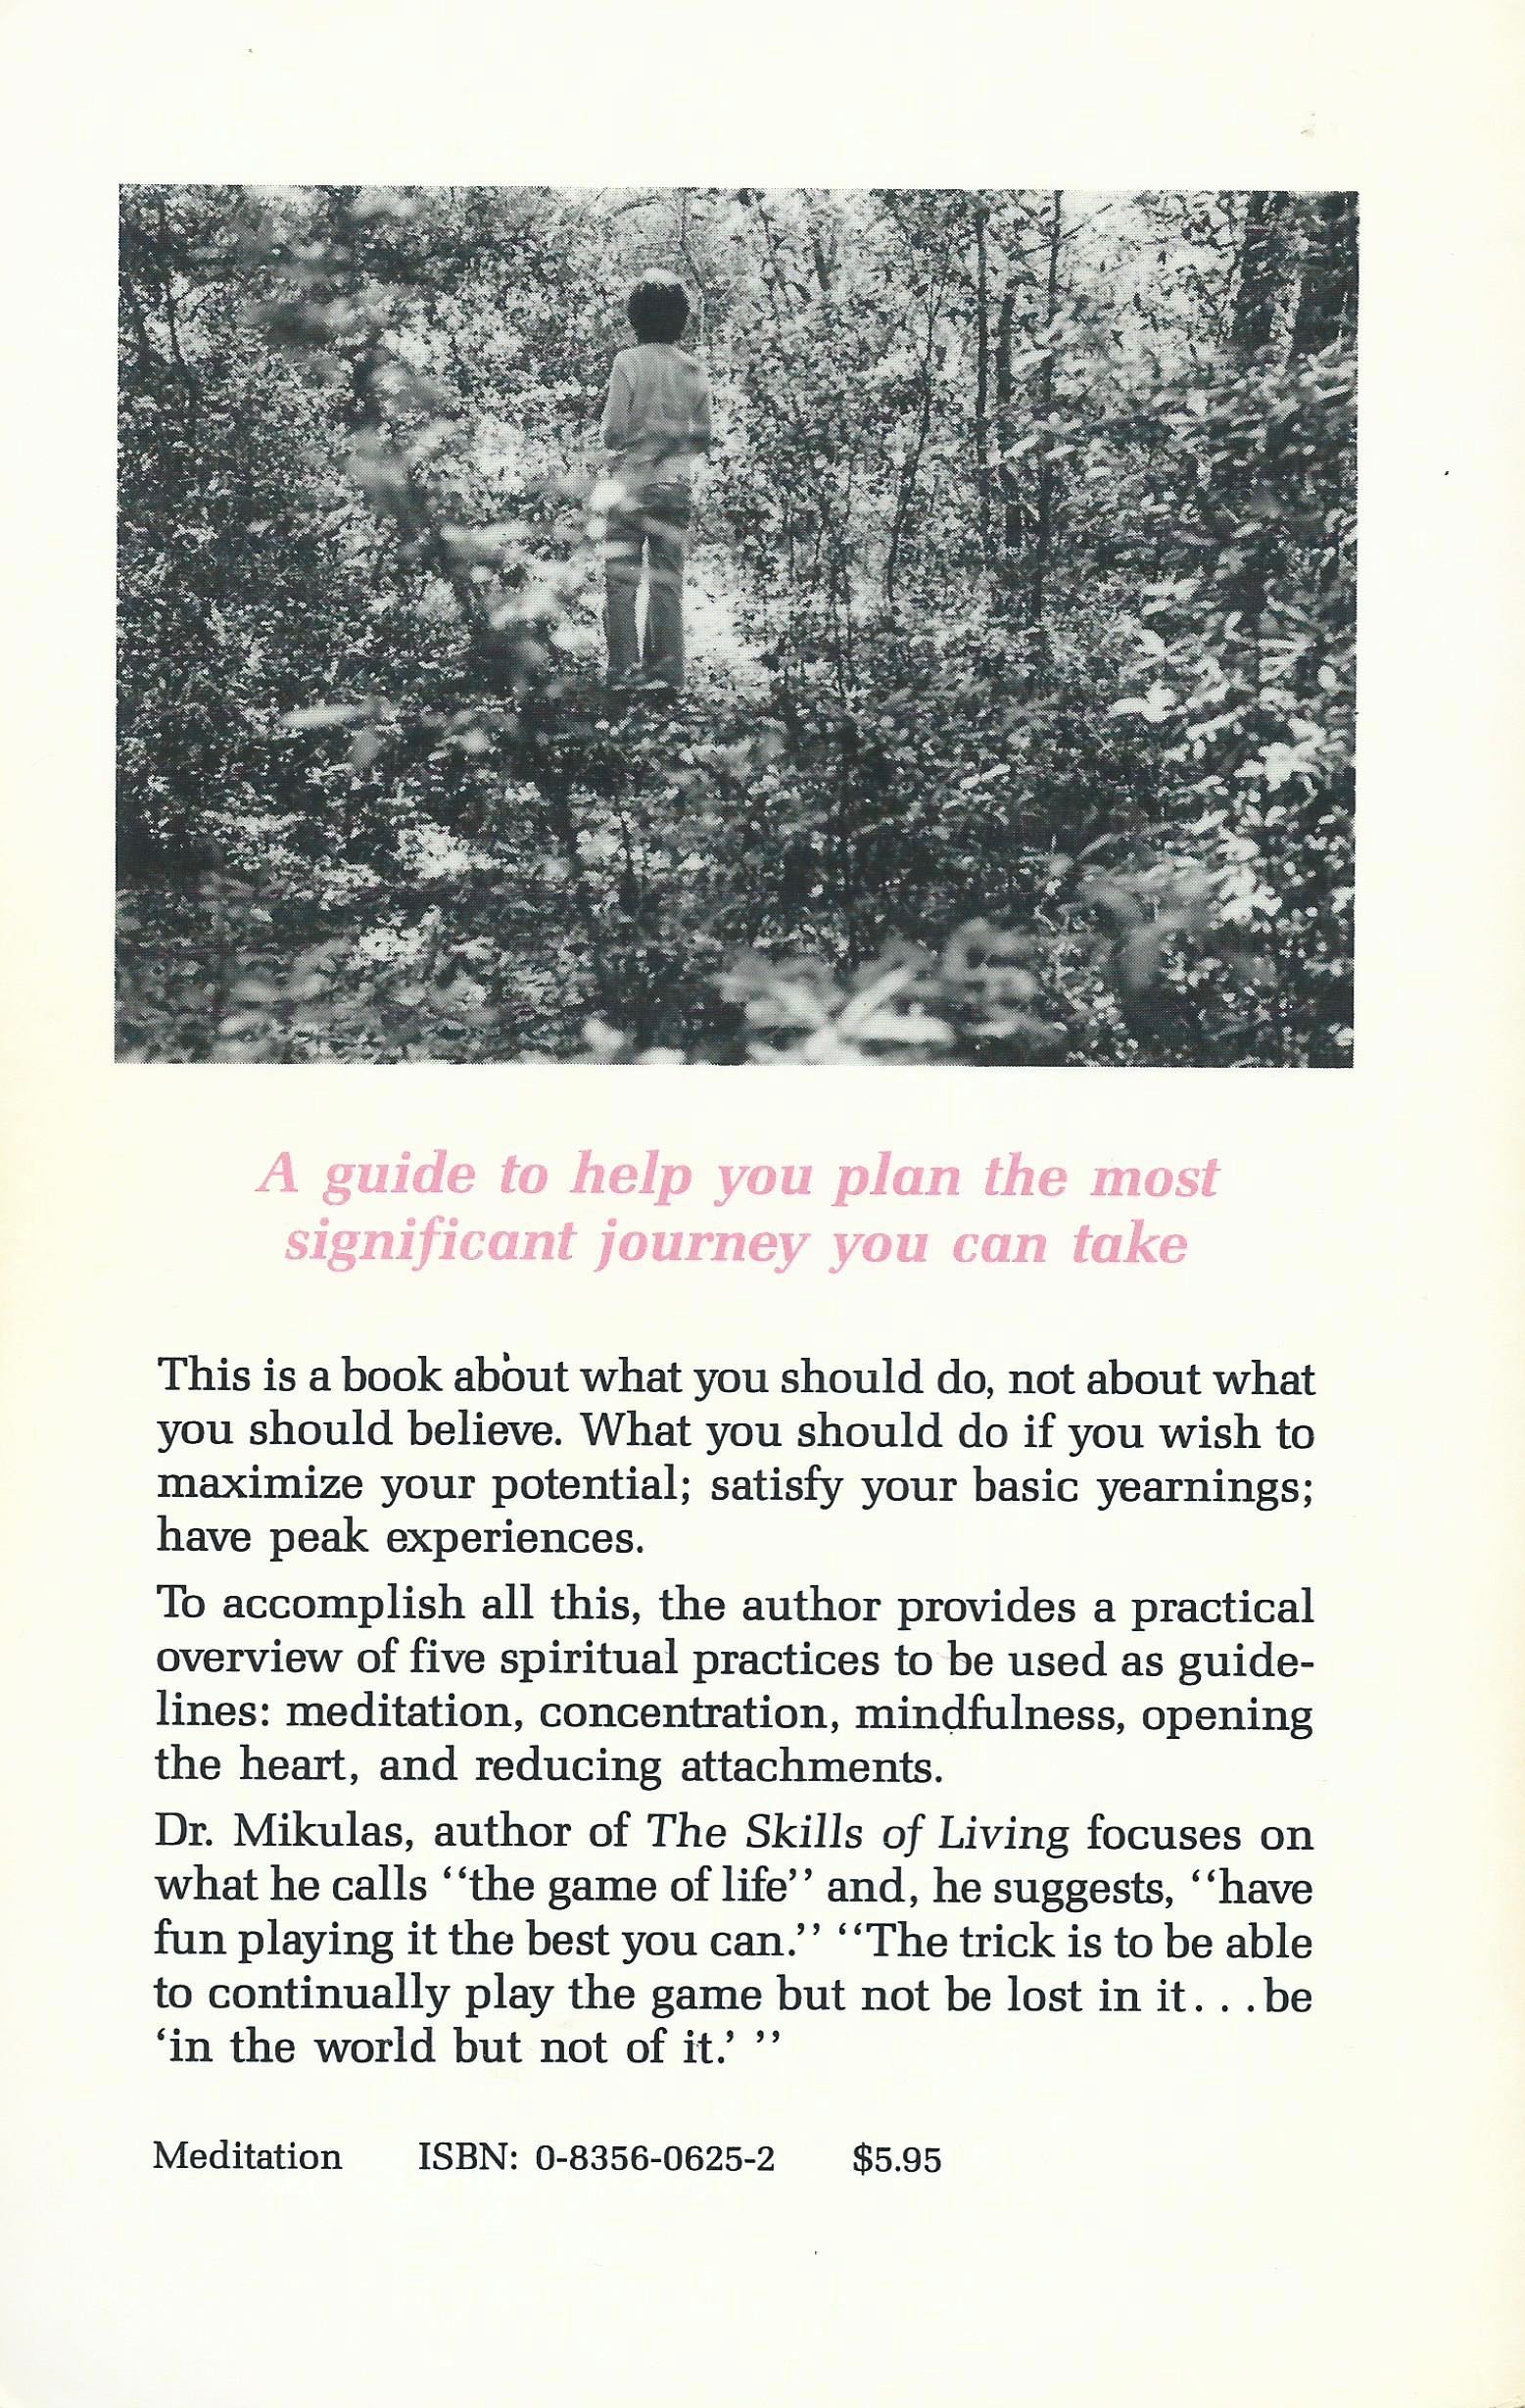 A guide to help you plan the most
significant journey you can take
This is a book about what you should do, not about what
you should believe. What you should do if you wish to
maximize your potential; satisfy your basic yearnings;
have peak experiences.
To accomplish all this, the author provides a practical
overview of five spiritual practices to be used as guide-
lines: meditation, concentration, mindfulness, opening
the heart, and reducing attachments.
Dr. Mikulas, author of The Skills of Living focuses on
what he calls ‘‘the game of life’’ and, he suggests, ‘‘have
fun playing it the best you can.’’ ‘‘The trick is to be able
to continually play the game but not be lost in it. . .be
‘in the world but not of it.’ ’’
Meditation ISBN: 0-8356-0625-2 $5.95